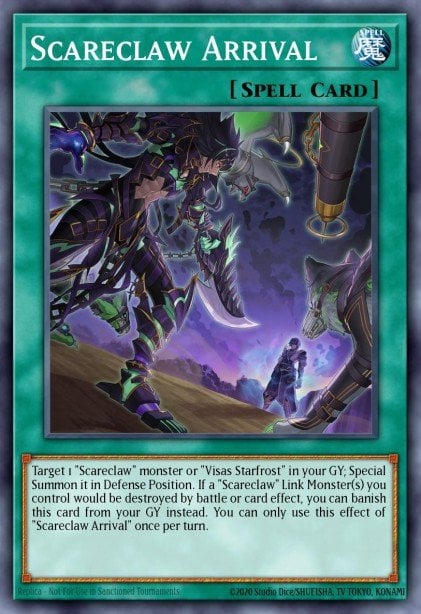 Scareclaw Arrival
SPELL
魔
[ Spell Card ]
Target 1 "Scareclaw" monster or "Visas Starfrost" in your GY; Special
Summon it in Defense Position. If a "Scareclaw" Link Monster(s) you
control would be destroyed by battle or card effect, you can banish
this card from your GY instead. You can only use this effect of
"Scareclaw Arrival" once per turn.
Replica - Not For Use in Sanctioned Tournaments ©2020 Studio Dice/SHUEISHA, TV TOKYO, KONAMI